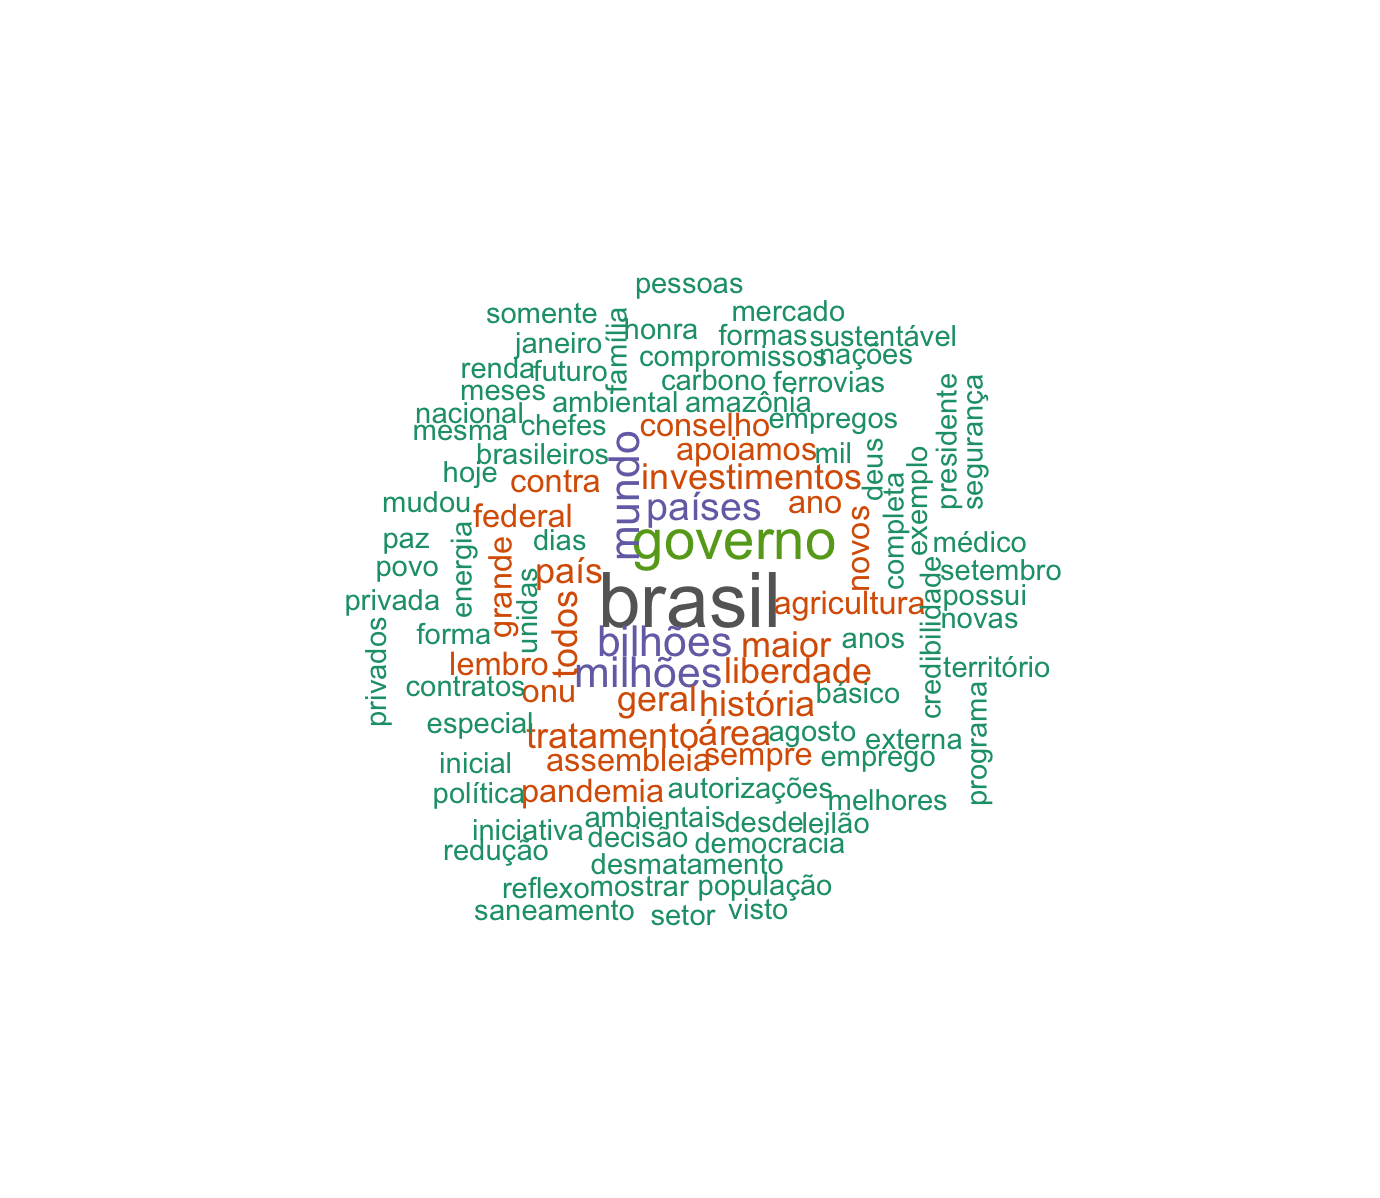 pessoas
somente
mercado
família
honra
formas
sustentável
janeiro
compromissos
nações
renda
futuro
carbono
ferrovias
meses
ambiental
amazônia
presidente
segurança
nacional
chefes
conselho
empregos
mesma
brasileiros
mundo
apoiamos
mil
deus
exemplo
hoje
contra
investimentos
completa
mudou
federal
países
ano
novos
paz
energia
dias
governo
médico
povo
grande
país
setembro
privada
unidas
todos
brasil
agricultura
credibilidade
possui
novas
privados
forma
bilhões
maior
anos
lembro
milhões
liberdade
território
contratos
onu
geral
história
básico
programa
especial
tratamento
área
agosto
externa
inicial
assembleia
sempre
emprego
política
pandemia
autorizações
melhores
iniciativa
ambientais
desde
leilão
redução
decisão
democracia
desmatamento
reflexo
mostrar
população
saneamento
setor
visto